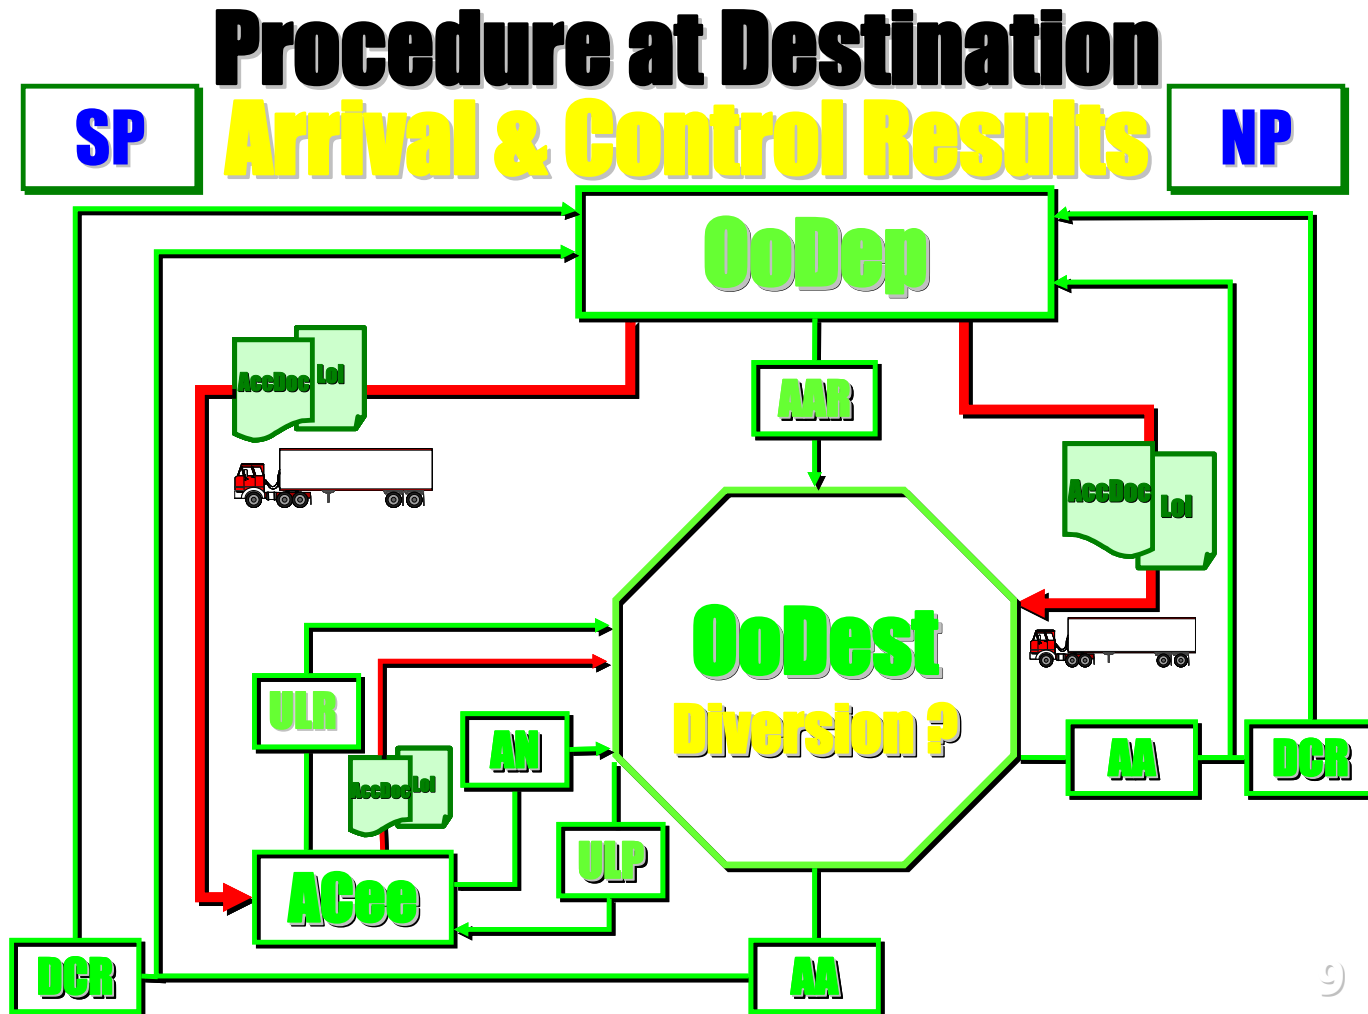 Procedure at Destination
SP
Arrival & Control Results
NP
OoDep
AccDoc
LoI
AAR
AccDoc
LoI
OoDest
Diversion ?
ULR
AN
AccDoc
LoI
AA
DCR
ULP
ACee
DCR
AA
9